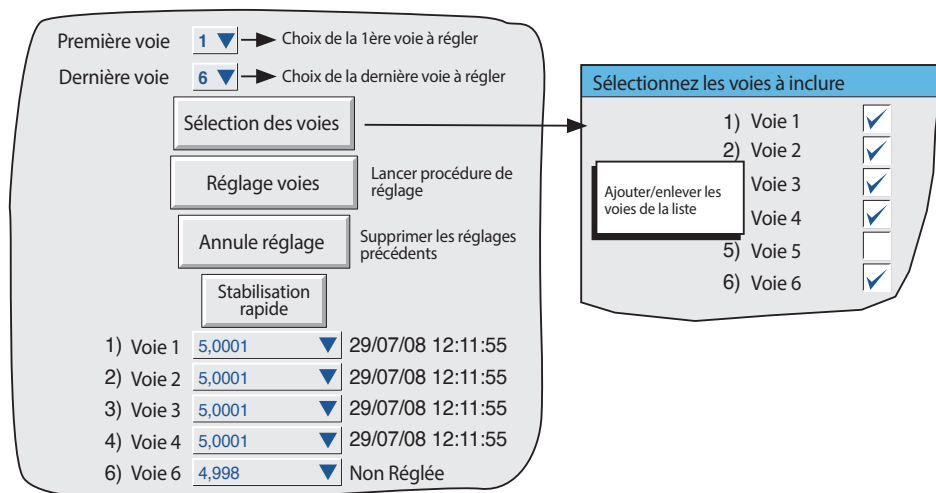 Première voie 1 Choix de la 1ère voie à régler
Dernière voie 6 Choix de la dernière voie à régler
Sélection des voies
Réglage voies
Lancer procédure de
réglage
Annule réglage
Supprimer les réglages
précédents
Stabilisation
rapide
1) Voie 1 5,0001 29/07/08 12:11:55
2) Voie 2 5,0001 29/07/08 12:11:55
3) Voie 3 5,0001 29/07/08 12:11:55
4) Voie 4 5,0001 29/07/08 12:11:55
6) Voie 6 4,998 Non Réglée
Sélectionnez les voies à inclure
1) Voie 1
2) Voie 2
Voie 3
Voie 4
5) Voie 5
6) Voie 6
Ajouter/enlever les
voies de la liste